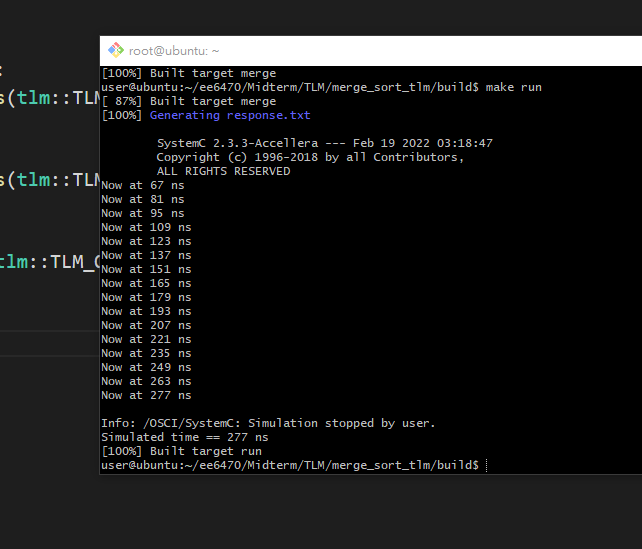 root@ubuntu: ~
:
s(tlm::TLM
s(tlm::TLM
tlm::TLM_
[100%] Built target merge
user@ubuntu:~/ee6470/Midterm/TLM/merge_sort_tlm/build$ make run
[ 87%] Built target merge
[100%] Generating response.txt
SystemC 2.3.3-Accellera --- Feb 19 2022 03:18:47
Copyright (c) 1996-2018 by all Contributors,
ALL RIGHTS RESERVED
Now at 67 ns
Now at 81 ns
Now at 95 ns
Now at 109 ns
Now at 123 ns
Now at 137 ns
Now at 151 ns
Now at 165 ns
Now at 179 ns
Now at 193 ns
Now at 207 ns
Now at 221 ns
Now at 235 ns
Now at 249 ns
Now at 263 ns
Now at 277 ns
Info: /OSCI/SystemC: Simulation stopped by user.
Simulated time == 277 ns
[100%] Built target run
user@ubuntu:~/ee6470/Midterm/TLM/merge_sort_tlm/build$